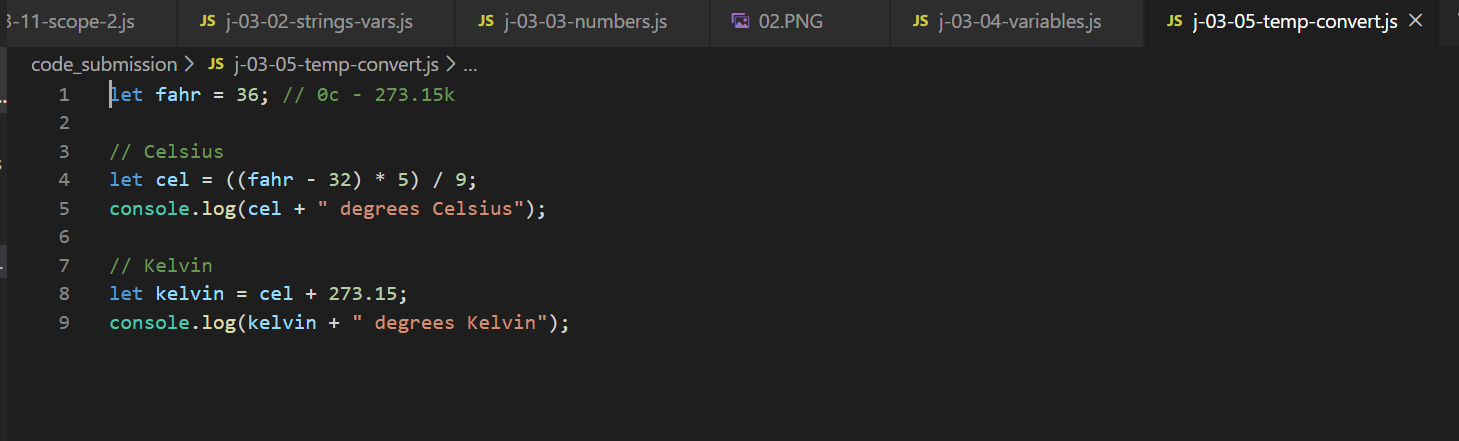 3-11-scope-2.js JS j-03-02-strings-vars.js JS j-03-03-numbers.js 02.PNG JS j-03-04-variables.js JS j-03-05-temp-convert.js
code_submission > JS j-03-05-temp-convert.js > ...
1 let fahr = 36; // 0c - 273.15k
2
3 // Celsius
4 let cel = ((fahr - 32) * 5) / 9;
5 console.log(cel + " degrees Celsius");
6
7 // Kelvin
8 let kelvin = cel + 273.15;
9 console.log(kelvin + " degrees Kelvin");